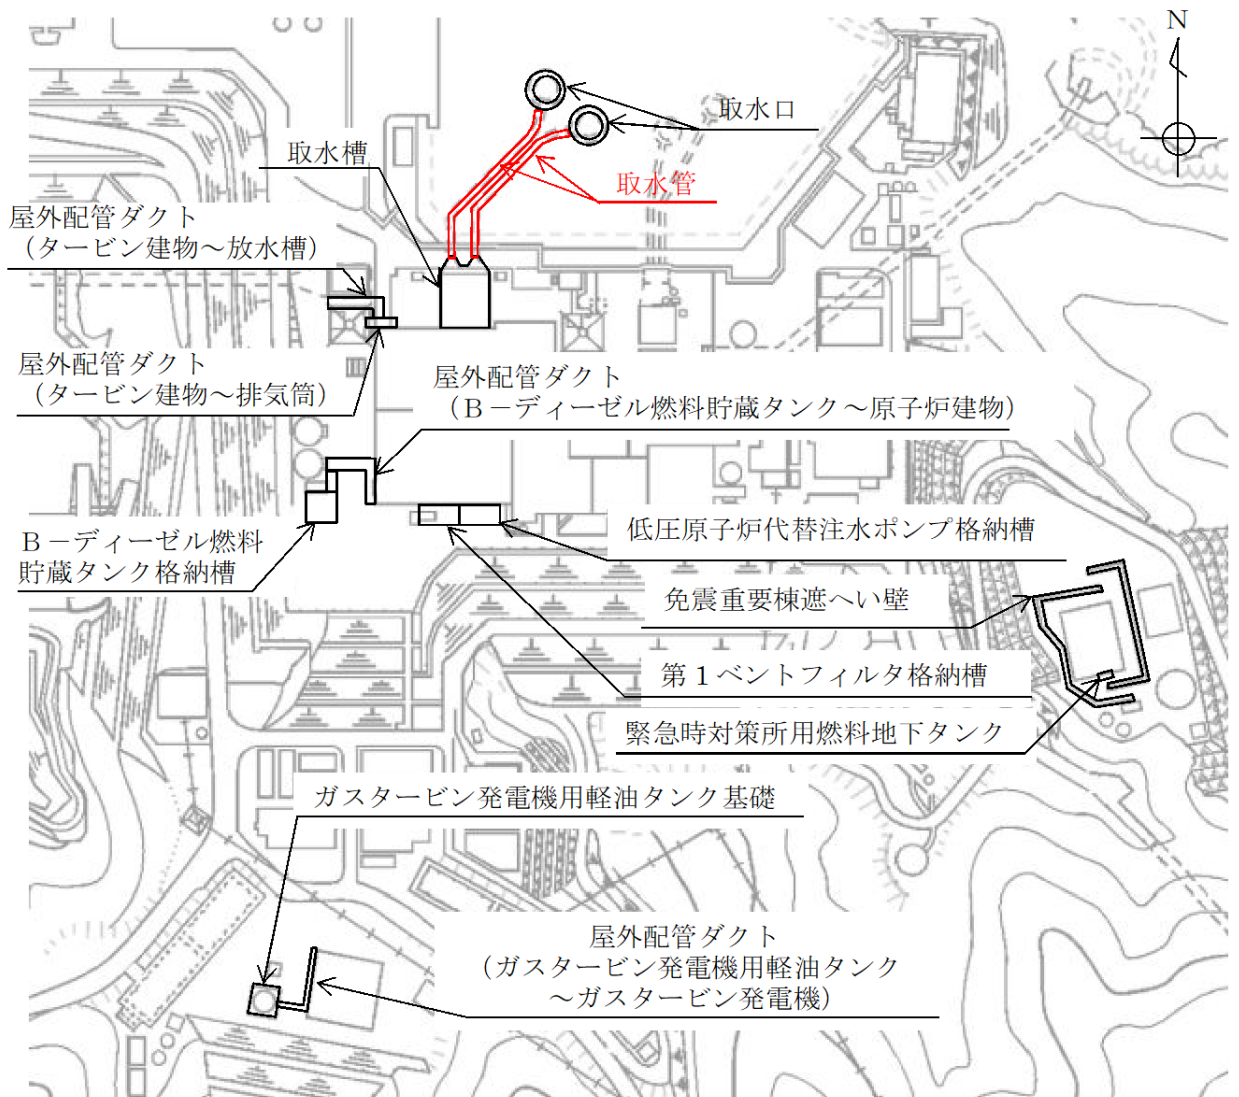 N
取水口
取水槽
取水管
屋外配管ダクト
(タービン建物～放水槽)
屋外配管ダクト
(タービン建物～排気筒)
屋外配管ダクト
(B－ディーゼル燃料貯蔵タンク～原子炉建物)
B－ディーゼル燃料
貯蔵タンク格納槽
低圧原子炉代替注水ポンプ格納槽
免震重要棟遮へい壁
第1ベントフィルタ格納槽
緊急時対策所用燃料地下タンク
ガスタービン発電機用軽油タンク基礎
屋外配管ダクト
(ガスタービン発電機用軽油タンク
～ガスタービン発電機)